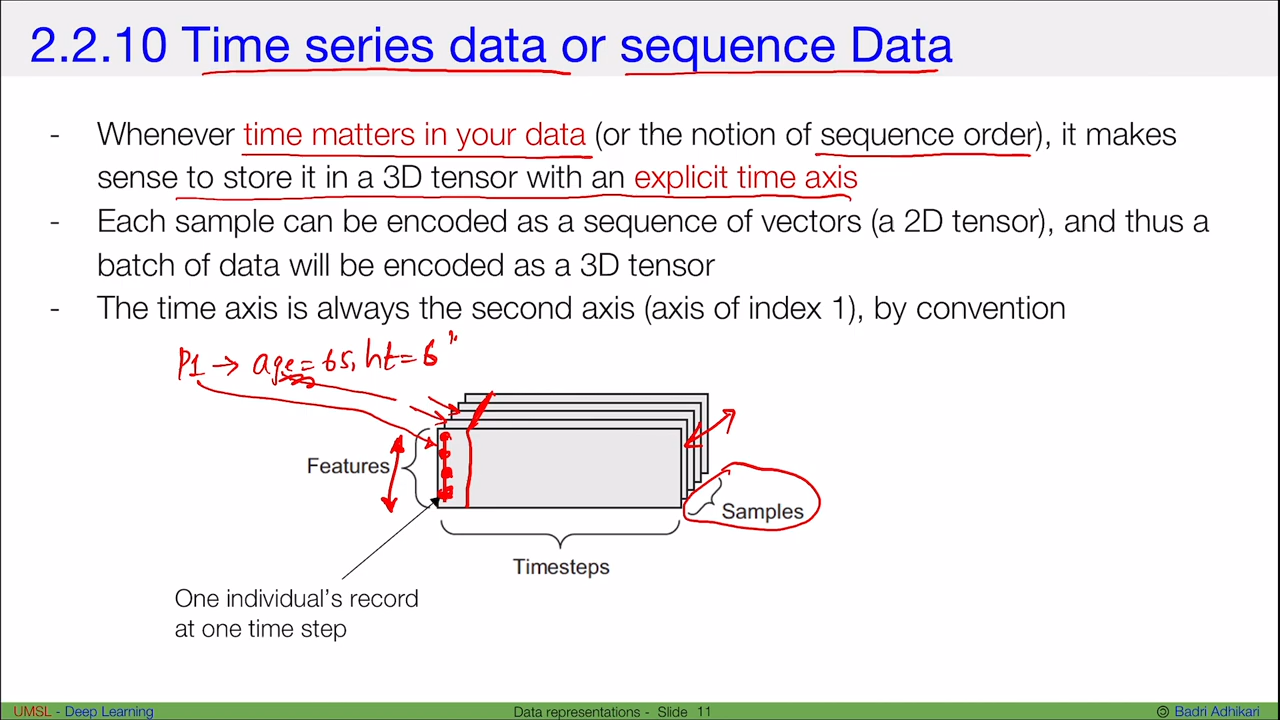 2.2.10 Time series data or sequence Data
- Whenever time matters in your data (or the notion of sequence order), it makes
sense to store it in a 3D tensor with an explicit time axis
- Each sample can be encoded as a sequence of vectors (a 2D tensor), and thus a
batch of data will be encoded as a 3D tensor
- The time axis is always the second axis (axis of index 1), by convention
P1 → age=65, ht=6"
Features
Samples
Timesteps
One individual's record
at one time step
UMSL - Deep Learning
Data representations - Slide 11
Badri Adhikari